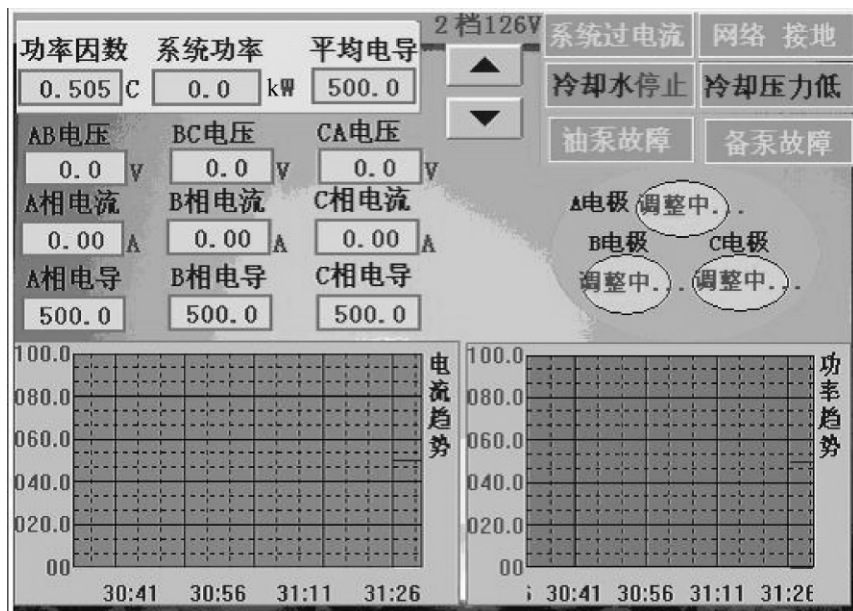 2档126V
系统过电流 网络 接地
功率因数 系统功率 平均电导
0.505 C 0.0 kW 500.0
冷却水停止 冷却压力低
油泵故障 备泵故障
AB电压 BC电压 CA电压
0.0 V 0.0 V 0.0 V
A相电流 B相电流 C相电流
0.00 A 0.00 A 0.00 A
A相电导 B相电导 C相电导
500.0 500.0 500.0
A电极 调整中...
B电极 C电极
调整中... 调整中...
100.0
080.0
060.0
040.0
020.0
00
30:41 30:56 31:11 31:26
电流趋势
100.0
080.0
060.0
040.0
020.0
00
30:41 30:56 31:11 31:26
功率趋势